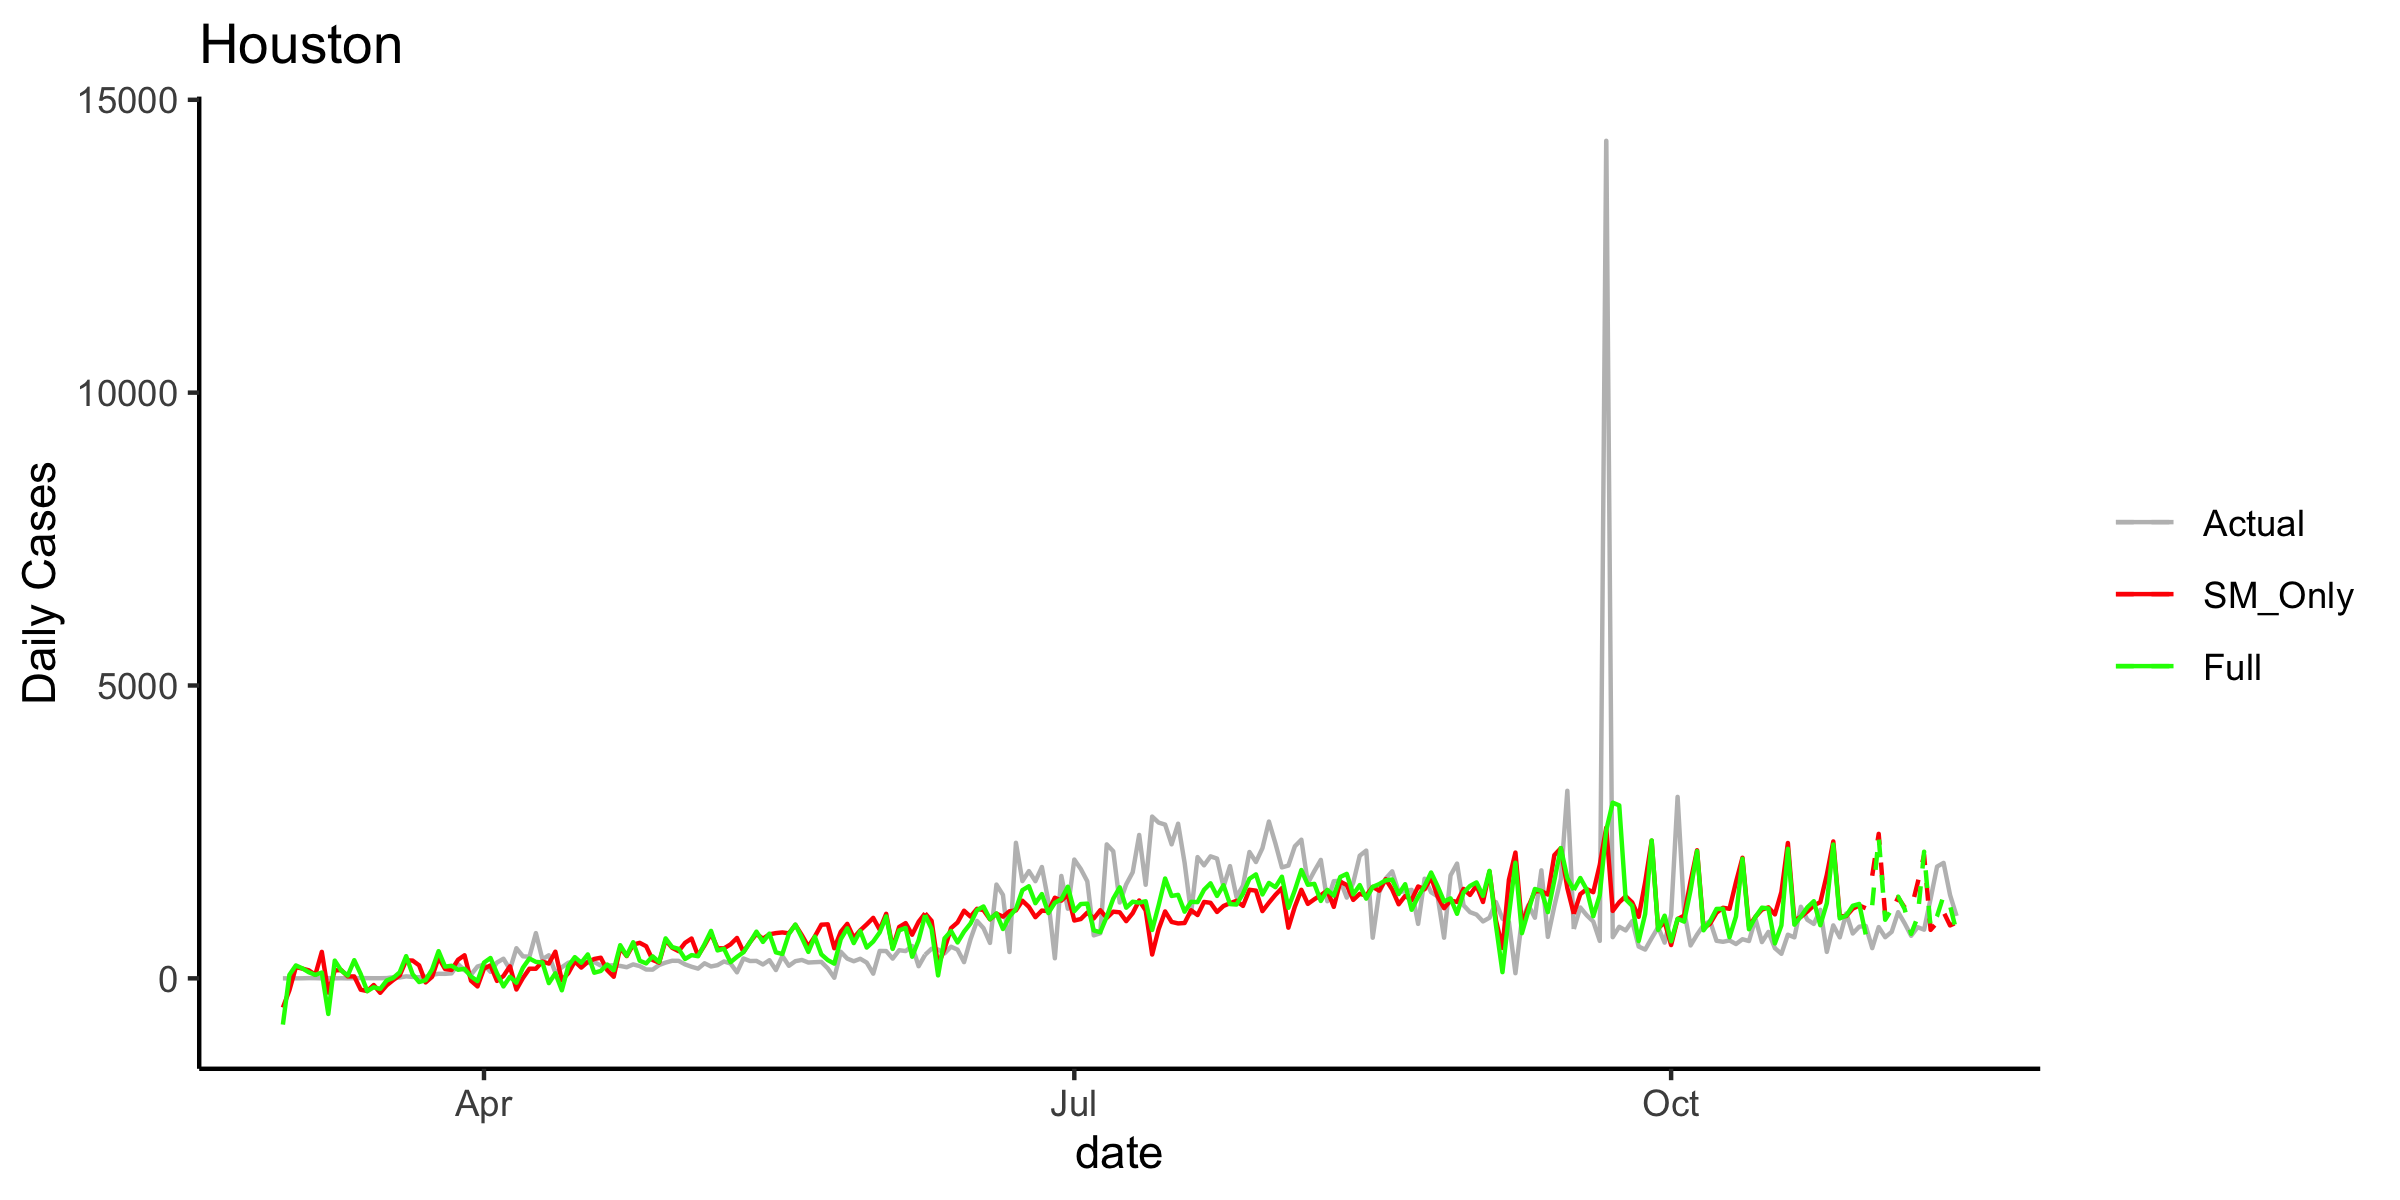 Houston
15000
10000
5000
0
Daily Cases
Apr
Jul
Oct
date
Actual
SM_Only
Full